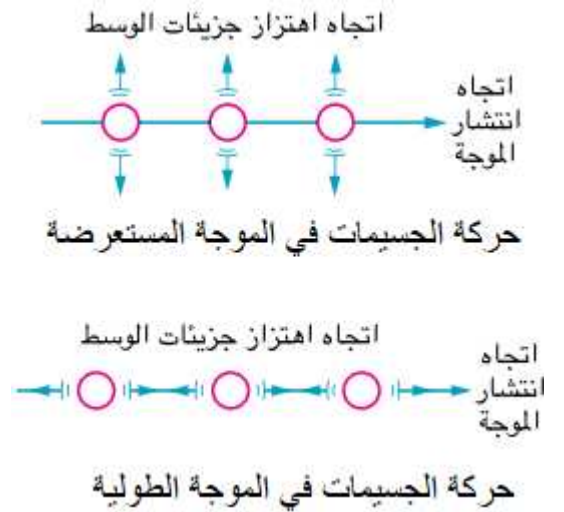 اتجاه اهتزاز جزيئات الوسط
اتجاه
انتشار
الموجة
حركة الجسيمات في الموجة المستعرضة
اتجاه اهتزاز جزيئات الوسط
اتجاه
انتشار
الموجة
حركة الجسيمات في الموجة الطولية